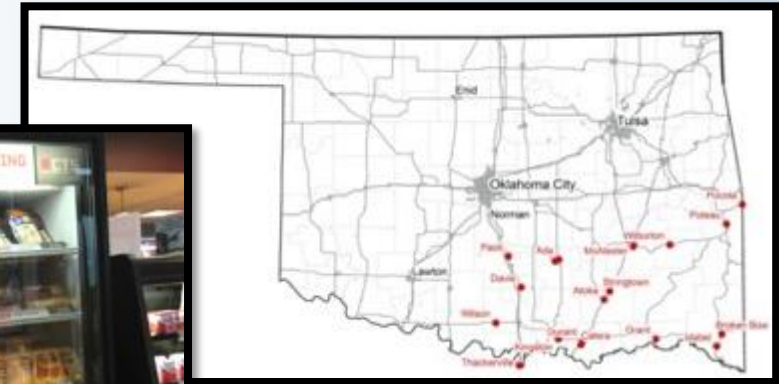 Enid
Tulsa
Oklahoma City
Norman
Lawton
Pocola
Poteau
Wilburton
McAlester
Paoli
Ada
Davis
Stringtown
Atoka
Wilson
Durant
Calera
Grant
Idabel
Broken Bow
Kingston
Thackerville